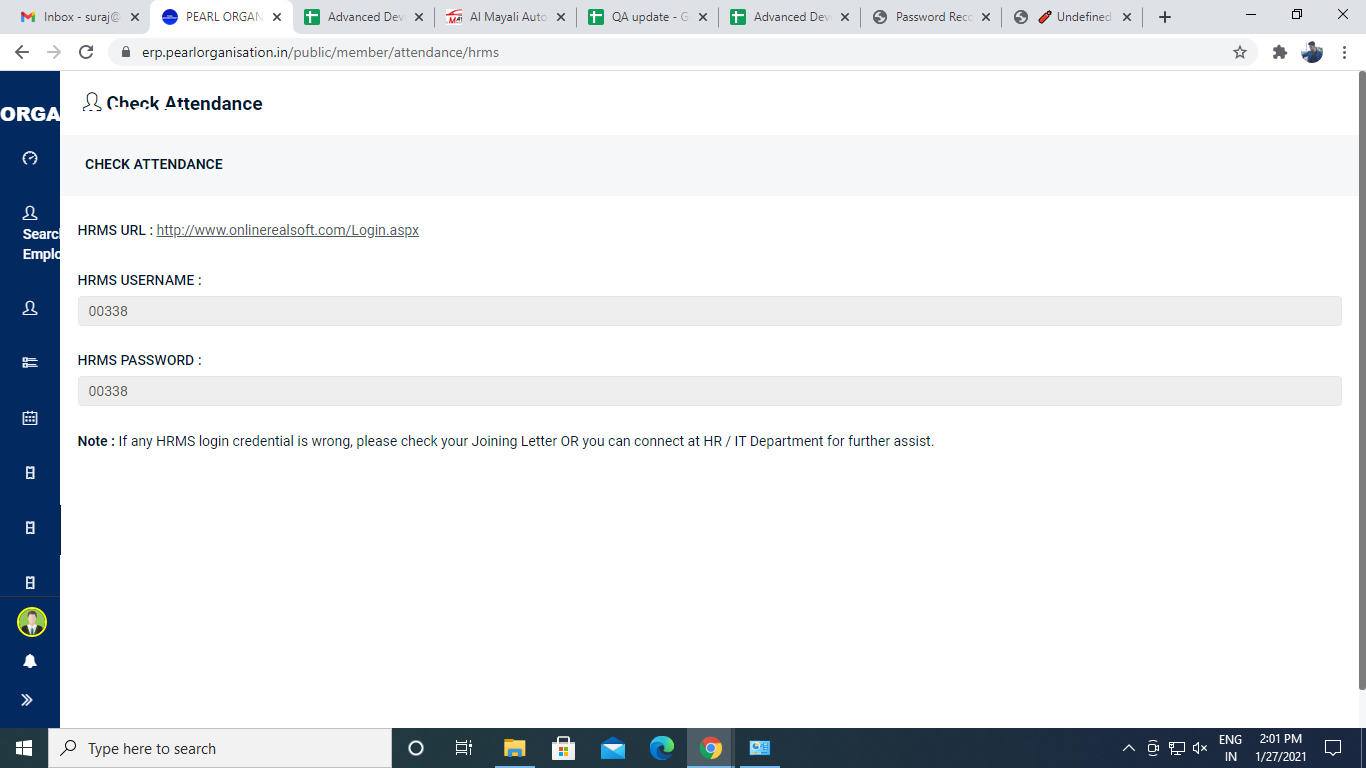 Inbox - suraj@
PEARL ORGAN
Advanced Dev
Al Mayali Auto
QA update - G
Advanced Dev
Password Reco
Undefined
erp.pearlorganisation.in/public/member/attendance/hrms
ORGA
Check Attendance
CHECK ATTENDANCE
Searc
Emplo
HRMS URL : http://www.onlinerealsoft.com/Login.aspx
HRMS USERNAME :
00338
HRMS PASSWORD :
00338
Note : If any HRMS login credential is wrong, please check your Joining Letter OR you can connect at HR / IT Department for further assist.
Type here to search
ENG
IN
2:01 PM
1/27/2021